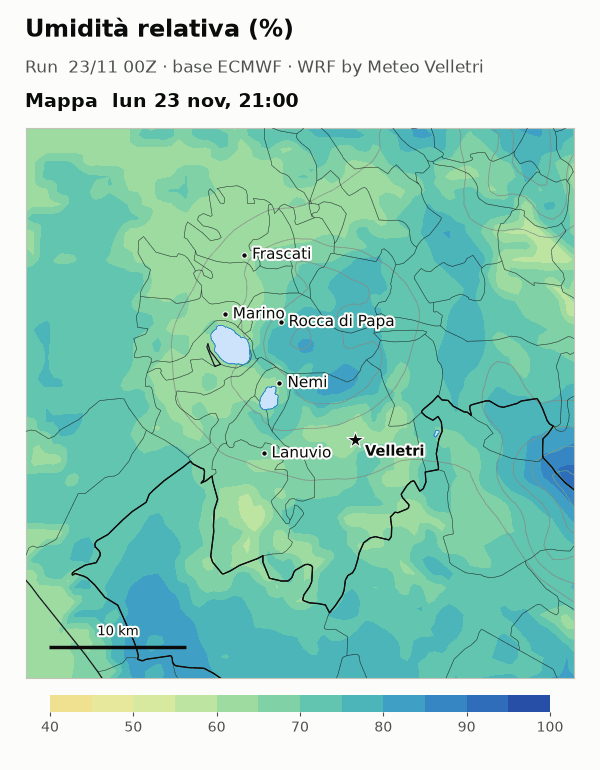 Umidità relativa (%)
Run  23/11 00Z · base ECMWF · WRF by Meteo Velletri
Mappa  lun 23 nov, 21:00
Frascati
Marino
Rocca di Papa
Nemi
Velletri
Lanuvio
10 km
40 50 60 70 80 90 100